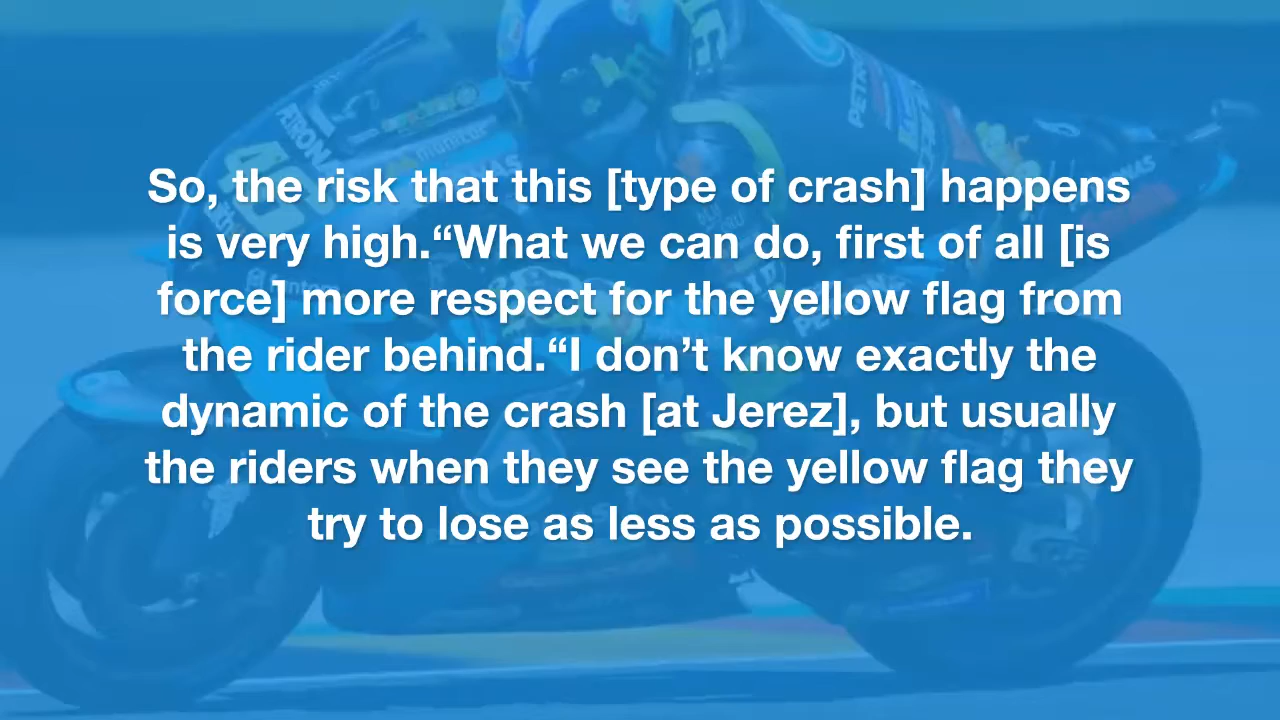 So, the risk that this [type of crash] happens
is very high.“What we can do, first of all [is
force] more respect for the yellow flag from
the rider behind.“I don’t know exactly the
dynamic of the crash [at Jerez], but usually
the riders when they see the yellow flag they
try to lose as less as possible.
PETRONAS
46
PETRONAS